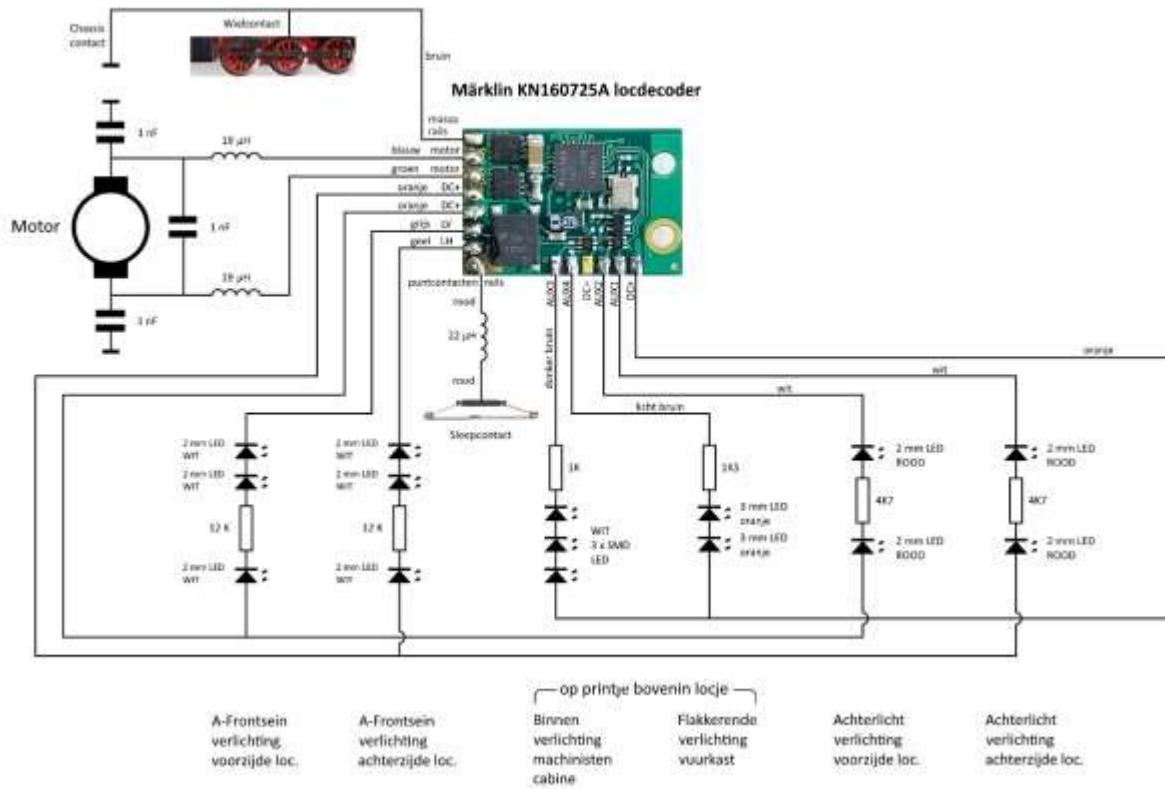 Chassis
contact
Wielcontact
bruin
Märklin KN160725A locdecoder
massa
rails
1 nF
18 µH
blauw motor
groen motor
oranje DC+
oranje DC+
grijs LV
geel LH
Motor
1 nF
18 µH
1 nF
puntcontacten rails
rood
22 µH
rood
Sleepcontact
AUX3
AUX4
DC-
AUX2
AUX1
DC+
donker bruin
licht bruin
wit
wit
oranje
2 mm LED
WIT
2 mm LED
WIT
12 K
2 mm LED
WIT
2 mm LED
WIT
2 mm LED
WIT
12 K
2 mm LED
WIT
1K
WIT
3 x SMD
LED
1K5
3 mm LED
oranje
3 mm LED
oranje
2 mm LED
ROOD
4K7
2 mm LED
ROOD
2 mm LED
ROOD
4K7
2 mm LED
ROOD
op printje bovenin locje
A-Frontsein
verlichting
voorzijde loc.
A-Frontsein
verlichting
achterzijde loc.
Binnen
verlichting
machinisten
cabine
Flakkerende
verlichting
vuurkast
Achterlicht
verlichting
voorzijde loc.
Achterlicht
verlichting
achterzijde loc.